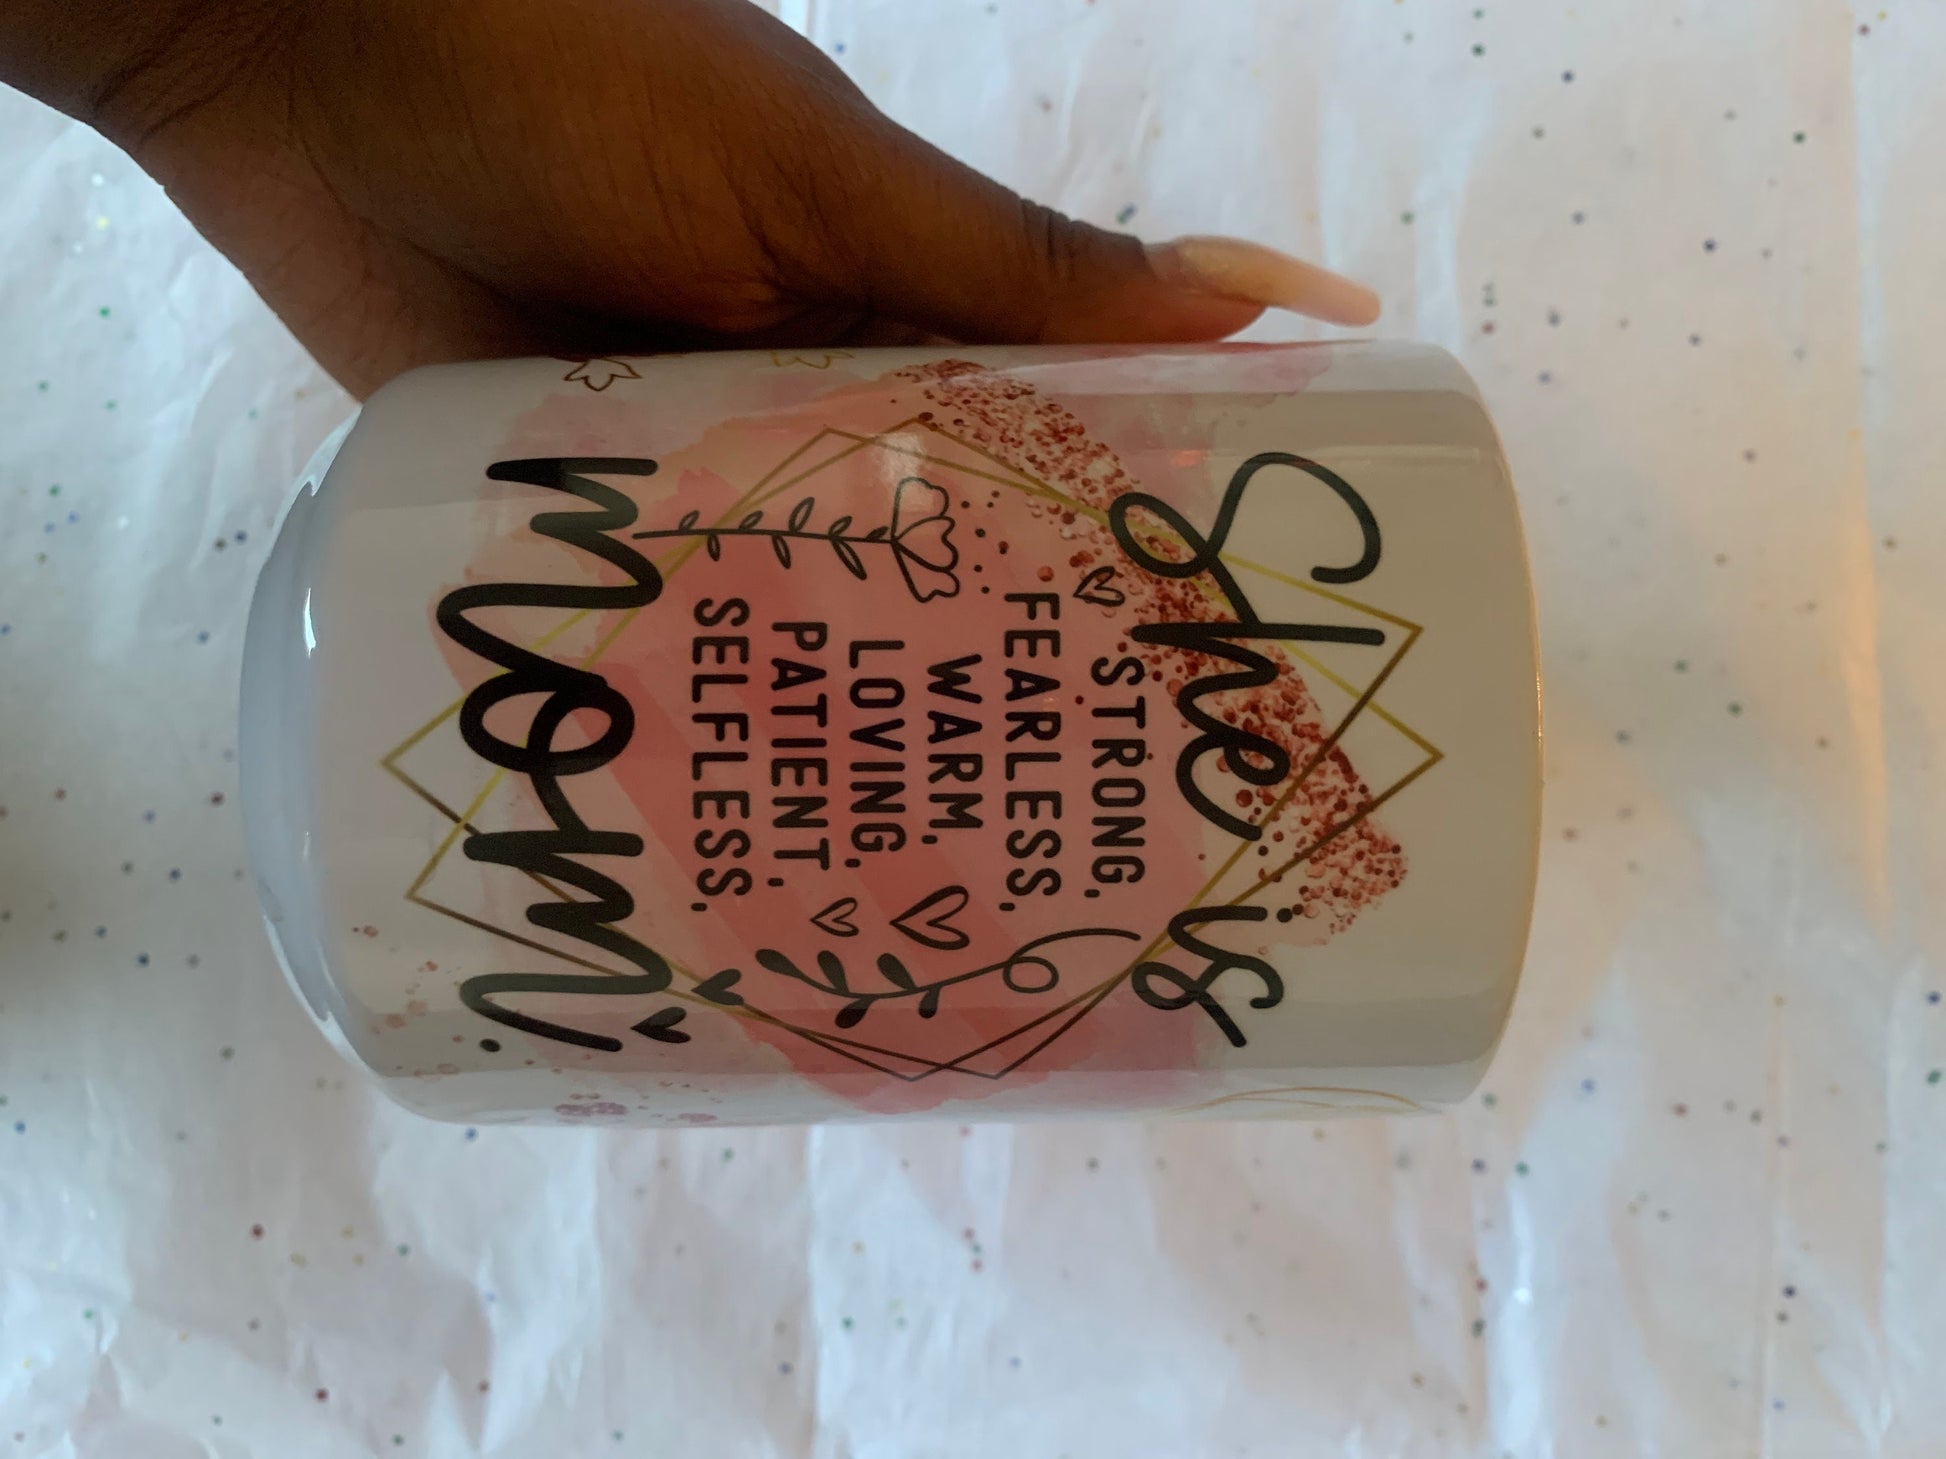 She is
STRONG,
FEARLESS,
WARM,
LOVING,
PATIENT,
SELFLESS,
mom.